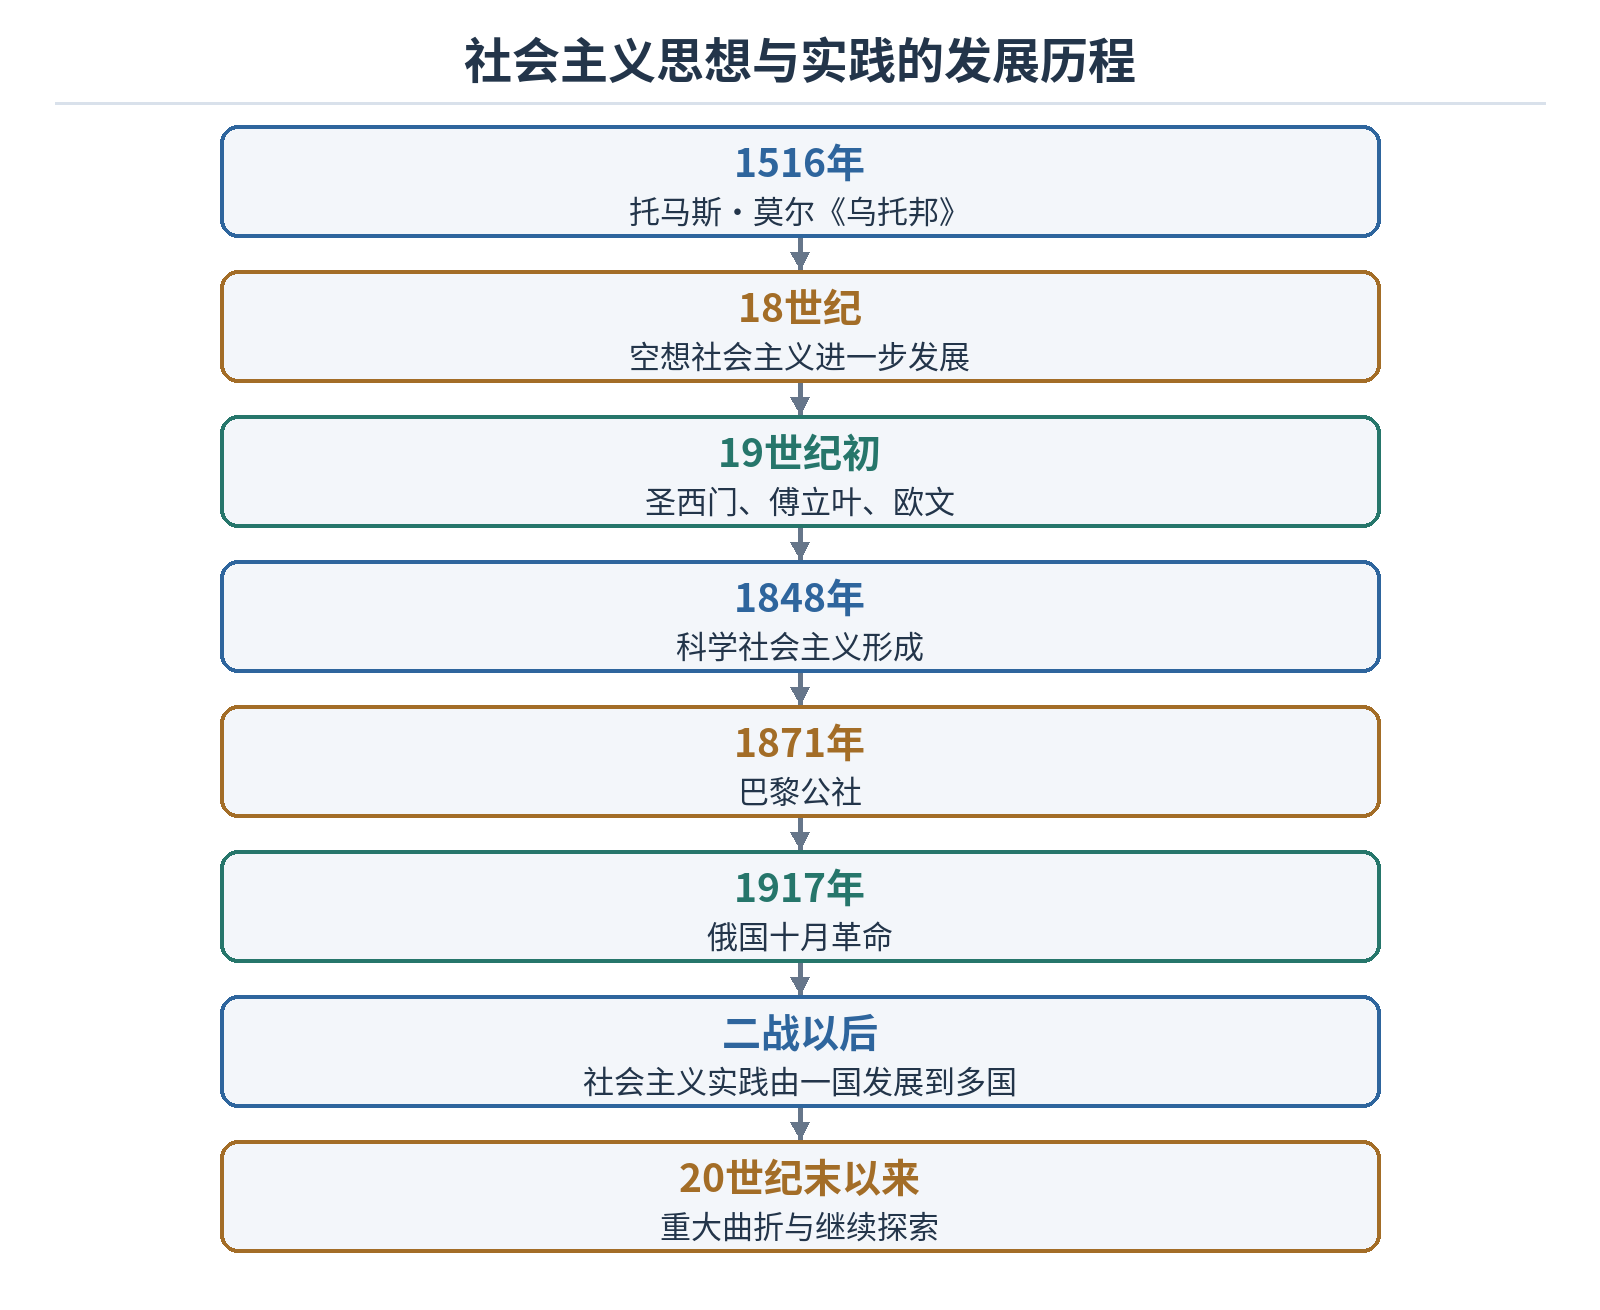 社会主义思想与实践的发展历程
1516年
托马斯·莫尔《乌托邦》
18世纪
空想社会主义进一步发展
19世纪初
圣西门、傅立叶、欧文
1848年
科学社会主义形成
1871年
巴黎公社
1917年
俄国十月革命
二战以后
社会主义实践由一国发展到多国
20世纪末以来
重大曲折与继续探索